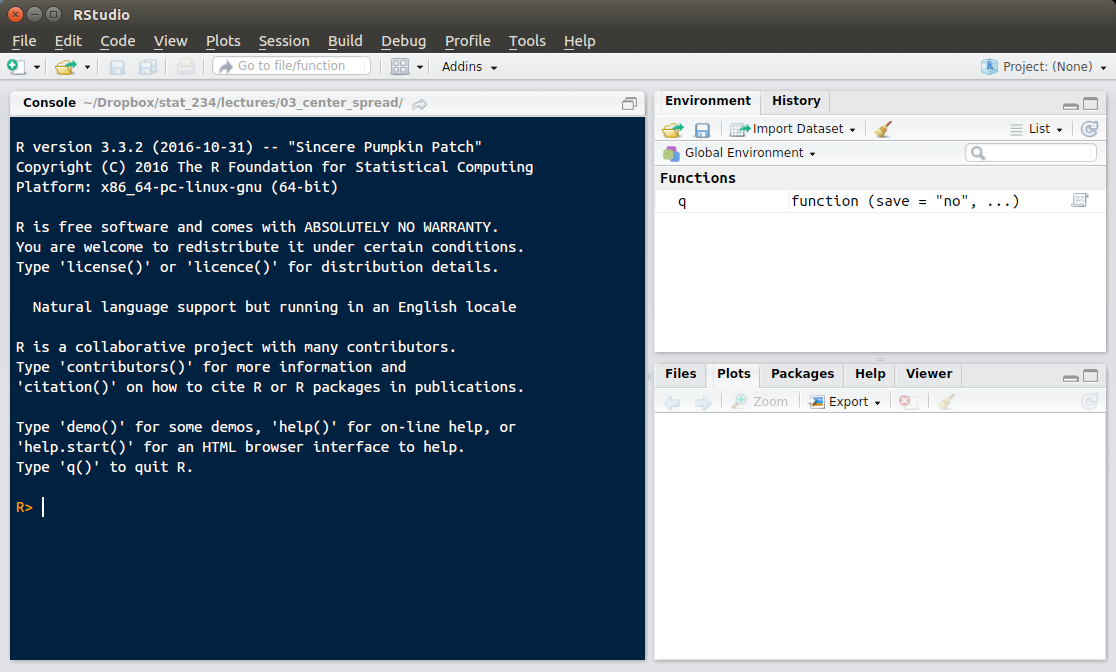 RStudio
File Edit Code View Plots Session Build Debug Profile Tools Help
Go to file/function Addins Project: (None)
Console ~/Dropbox/stat_234/lectures/03_center_spread/
R version 3.3.2 (2016-10-31) -- "Sincere Pumpkin Patch"
Copyright (C) 2016 The R Foundation for Statistical Computing
Platform: x86_64-pc-linux-gnu (64-bit)
R is free software and comes with ABSOLUTELY NO WARRANTY.
You are welcome to redistribute it under certain conditions.
Type 'license()' or 'licence()' for distribution details.
Natural language support but running in an English locale
R is a collaborative project with many contributors.
Type 'contributors()' for more information and
'citation()' on how to cite R or R packages in publications.
Type 'demo()' for some demos, 'help()' for on-line help, or
'help.start()' for an HTML browser interface to help.
Type 'q()' to quit R.
R>
Environment History
Import Dataset List
Global Environment
Functions
q function (save = "no", ...)
Files Plots Packages Help Viewer
Zoom Export